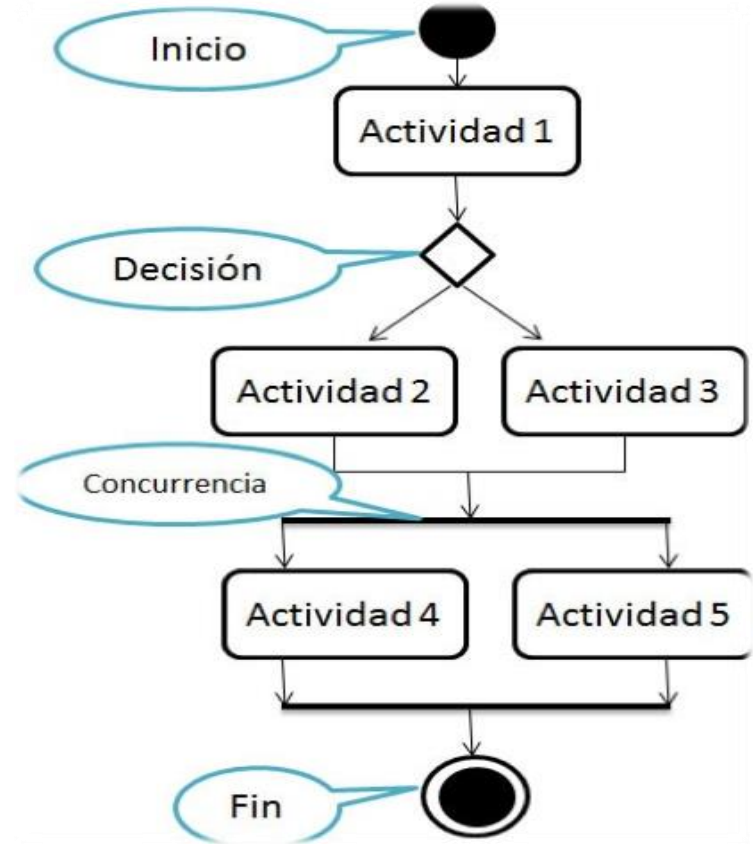 Inicio
Actividad 1
Decisión
Actividad 2
Actividad 3
Concurrencia
Actividad 4
Actividad 5
Fin